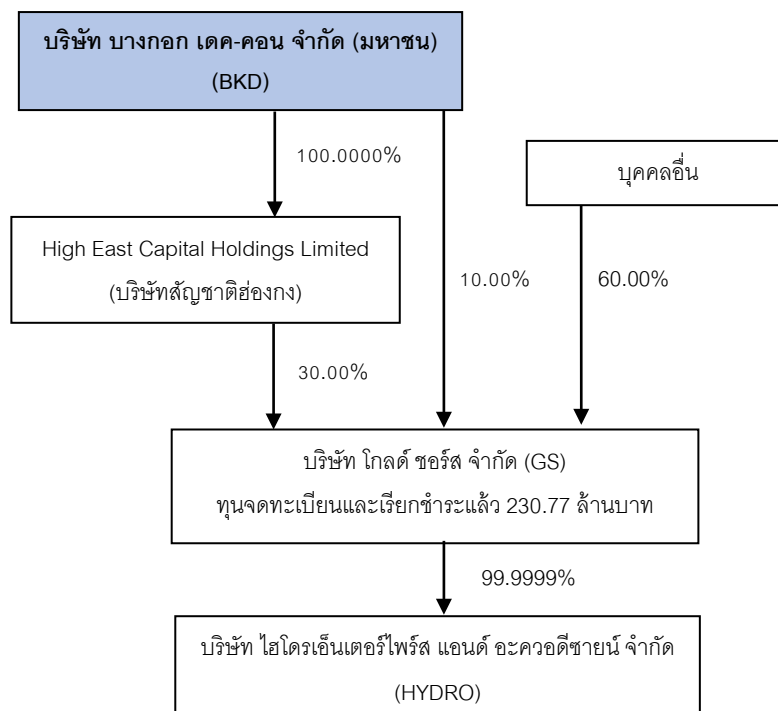 บริษัท บางกอก เดค-คอน จำกัด (มหาชน)
(BKD)
100.0000%
บุคคลอื่น
High East Capital Holdings Limited
(บริษัทสัญชาติฮ่องกง)
10.00%
60.00%
30.00%
บริษัท โกลด์ ชอร์ส จำกัด (GS)
ทุนจดทะเบียนและเรียกชำระแล้ว 230.77 ล้านบาท
99.9999%
บริษัท ไฮโดรเอ็นเตอร์ไพร์ส แอนด์ อะควอดีซายน์ จำกัด
(HYDRO)